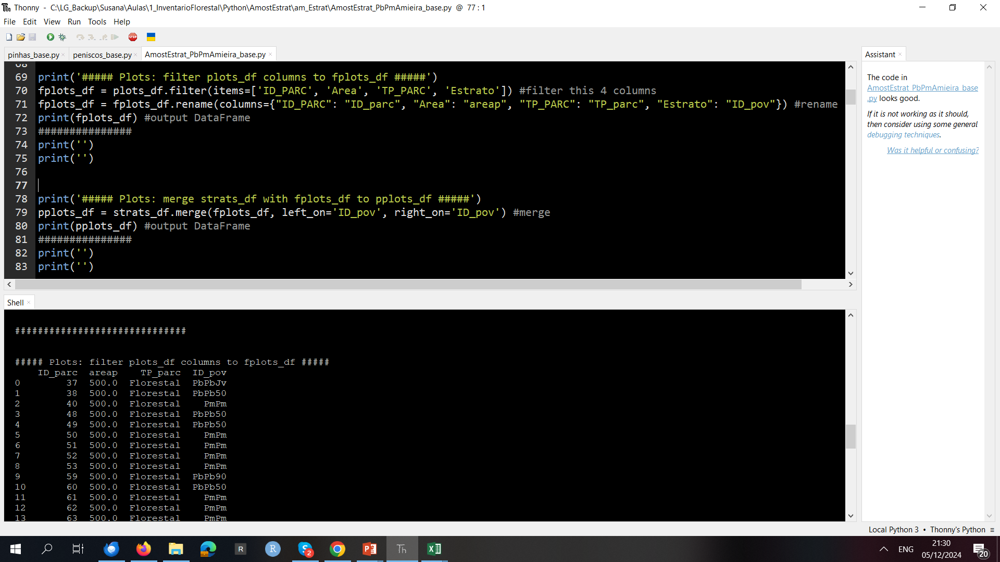 Thonny - C:\LG_Backup\Susana\Aulas\1_InventarioFlorestal\Python\AmostEstrat\am_Estrat\AmostEstrat_PbPmAmieira_base.py @ 77 : 1
File Edit View Run Tools Help
STOP
pinhas_base.py × peniscos_base.py × AmostEstrat_PbPmAmieira_base.py ×
68
69 print('##### Plots: filter plots_df columns to fplots_df #####')
70 fplots_df = plots_df.filter(items=['ID_PARC', 'Area', 'TP_PARC', 'Estrato']) #filter this 4 columns
71 fplots_df = fplots_df.rename(columns={"ID_PARC": "ID_parc", "Area": "areap", "TP_PARC": "TP_parc", "Estrato": "ID_pov"}) #rename
72 print(fplots_df) #output DataFrame
73 ###############
74 print('')
75 print('')
76
77
78 print('##### Plots: merge strats_df with fplots_df to pplots_df #####')
79 pplots_df = strats_df.merge(fplots_df, left_on='ID_pov', right_on='ID_pov') #merge
80 print(pplots_df) #output DataFrame
81 ###############
82 print('')
83 print('')
Shell ×
##############################
##### Plots: filter plots_df columns to fplots_df #####
ID_parc areap TP_parc ID_pov
0 37 500.0 Florestal PbPbJv
1 38 500.0 Florestal PbPb50
2 40 500.0 Florestal PmPm
3 48 500.0 Florestal PbPb50
4 49 500.0 Florestal PbPb50
5 50 500.0 Florestal PmPm
6 51 500.0 Florestal PmPm
7 52 500.0 Florestal PmPm
8 53 500.0 Florestal PmPm
9 59 500.0 Florestal PbPb90
10 60 500.0 Florestal PbPb50
11 61 500.0 Florestal PmPm
12 62 500.0 Florestal PmPm
13 63 500.0 Florestal PmPm
Assistant ×
The code in
AmostEstrat_PbPmAmieira_base
.py looks good.
If it is not working as it should,
then consider using some general
debugging techniques.
Was it helpful or confusing?
Local Python 3 • Thonny's Python ≡
R
R
S 2
P
Th
X
ENG
21:30
05/12/2024
20